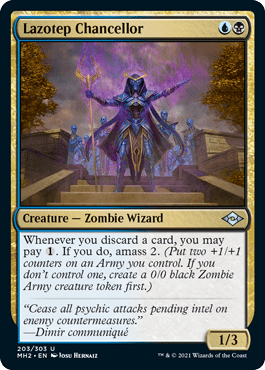 Lazotep Chancellor
Creature — Zombie Wizard
Whenever you discard a card, you may
pay 1. If you do, amass 2. (Put two +1/+1
counters on an Army you control. If you
don't control one, create a 0/0 black Zombie
Army creature token first.)
"Cease all psychic attacks pending intel on
enemy countermeasures."
—Dimir communiqué
1/3
203/303 U
MH2 • EN Josu Hernaiz
™ & © 2021 Wizards of the Coast